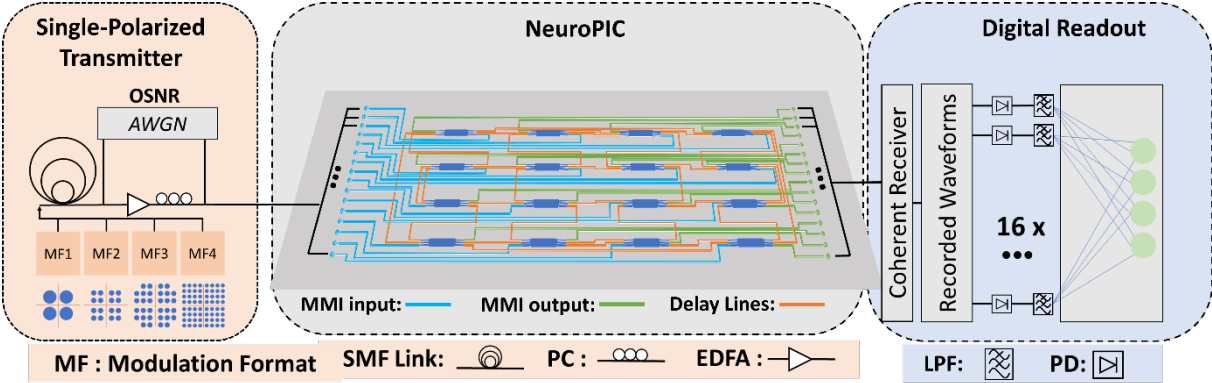 Single-Polarized
Transmitter
OSNR
AWGN
MF1 MF2 MF3 MF4
NeuroPIC
MMI input: MMI output: Delay Lines:
Digital Readout
Coherent Receiver
Recorded Waveforms
16 x
MF : Modulation Format
SMF Link: PC : EDFA :
LPF: PD: